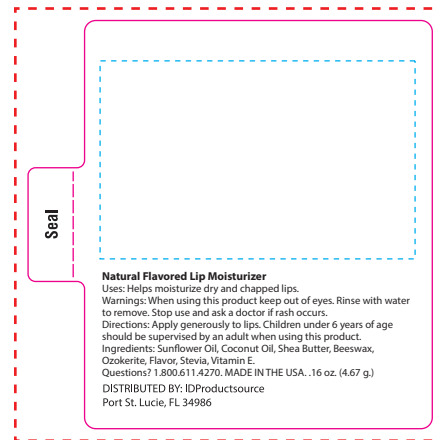 Seal
Natural Flavored Lip Moisturizer
Uses: Helps moisturize dry and chapped lips.
Warnings: When using this product keep out of eyes. Rinse with water
to remove. Stop use and ask a doctor if rash occurs.
Directions: Apply generously to lips. Children under 6 years of age
should be supervised by an adult when using this product.
Ingredients: Sunflower Oil, Coconut Oil, Shea Butter, Beeswax,
Ozokerite, Flavor, Stevia, Vitamin E.
Questions? 1.800.611.4270. MADE IN THE USA. .16 oz. (4.67 g.)
DISTRIBUTED BY: IDProductsource
Port St. Lucie, FL 34986